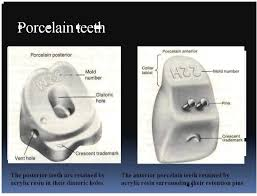 Porcelain teeth
Porcelain posterior
Mold number
Diatoric hole
Vent hole
Crescent trademark
Porcelain anterior
Collar tablet
22H
Mold number
Pins
Crescent trademark
The posterior teeth are retained by
acrylic resin in their diatoric holes.
The anterior porcelain teeth retained by
acrylic resin surrounding their retention pins